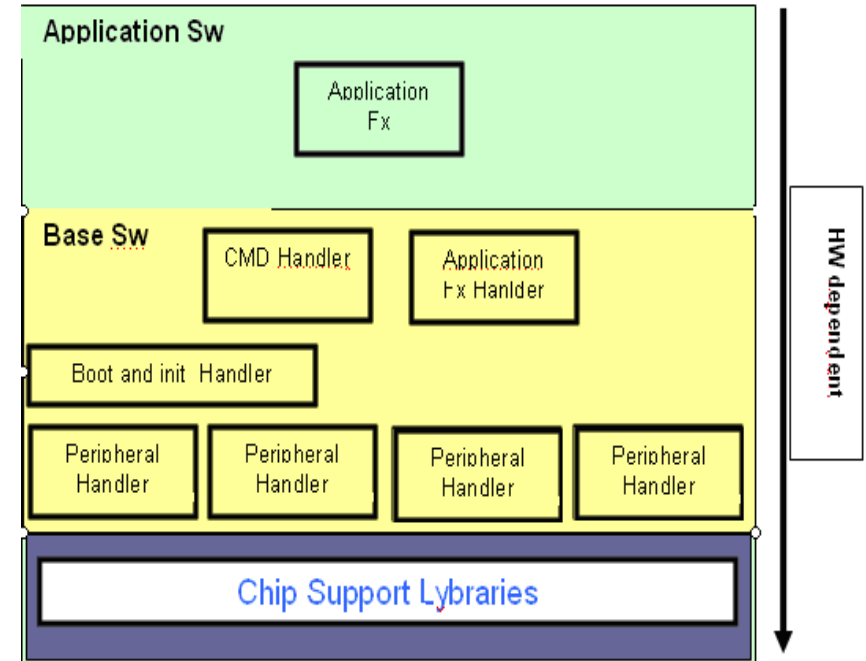 Application Sw
Application
Fx
Base Sw
CMD Handler
Application
Fx Hanlder
Boot and init Handler
Peripheral
Handler
Peripheral
Handler
Peripheral
Handler
Peripheral
Handler
Chip Support Lybraries
HW dependent